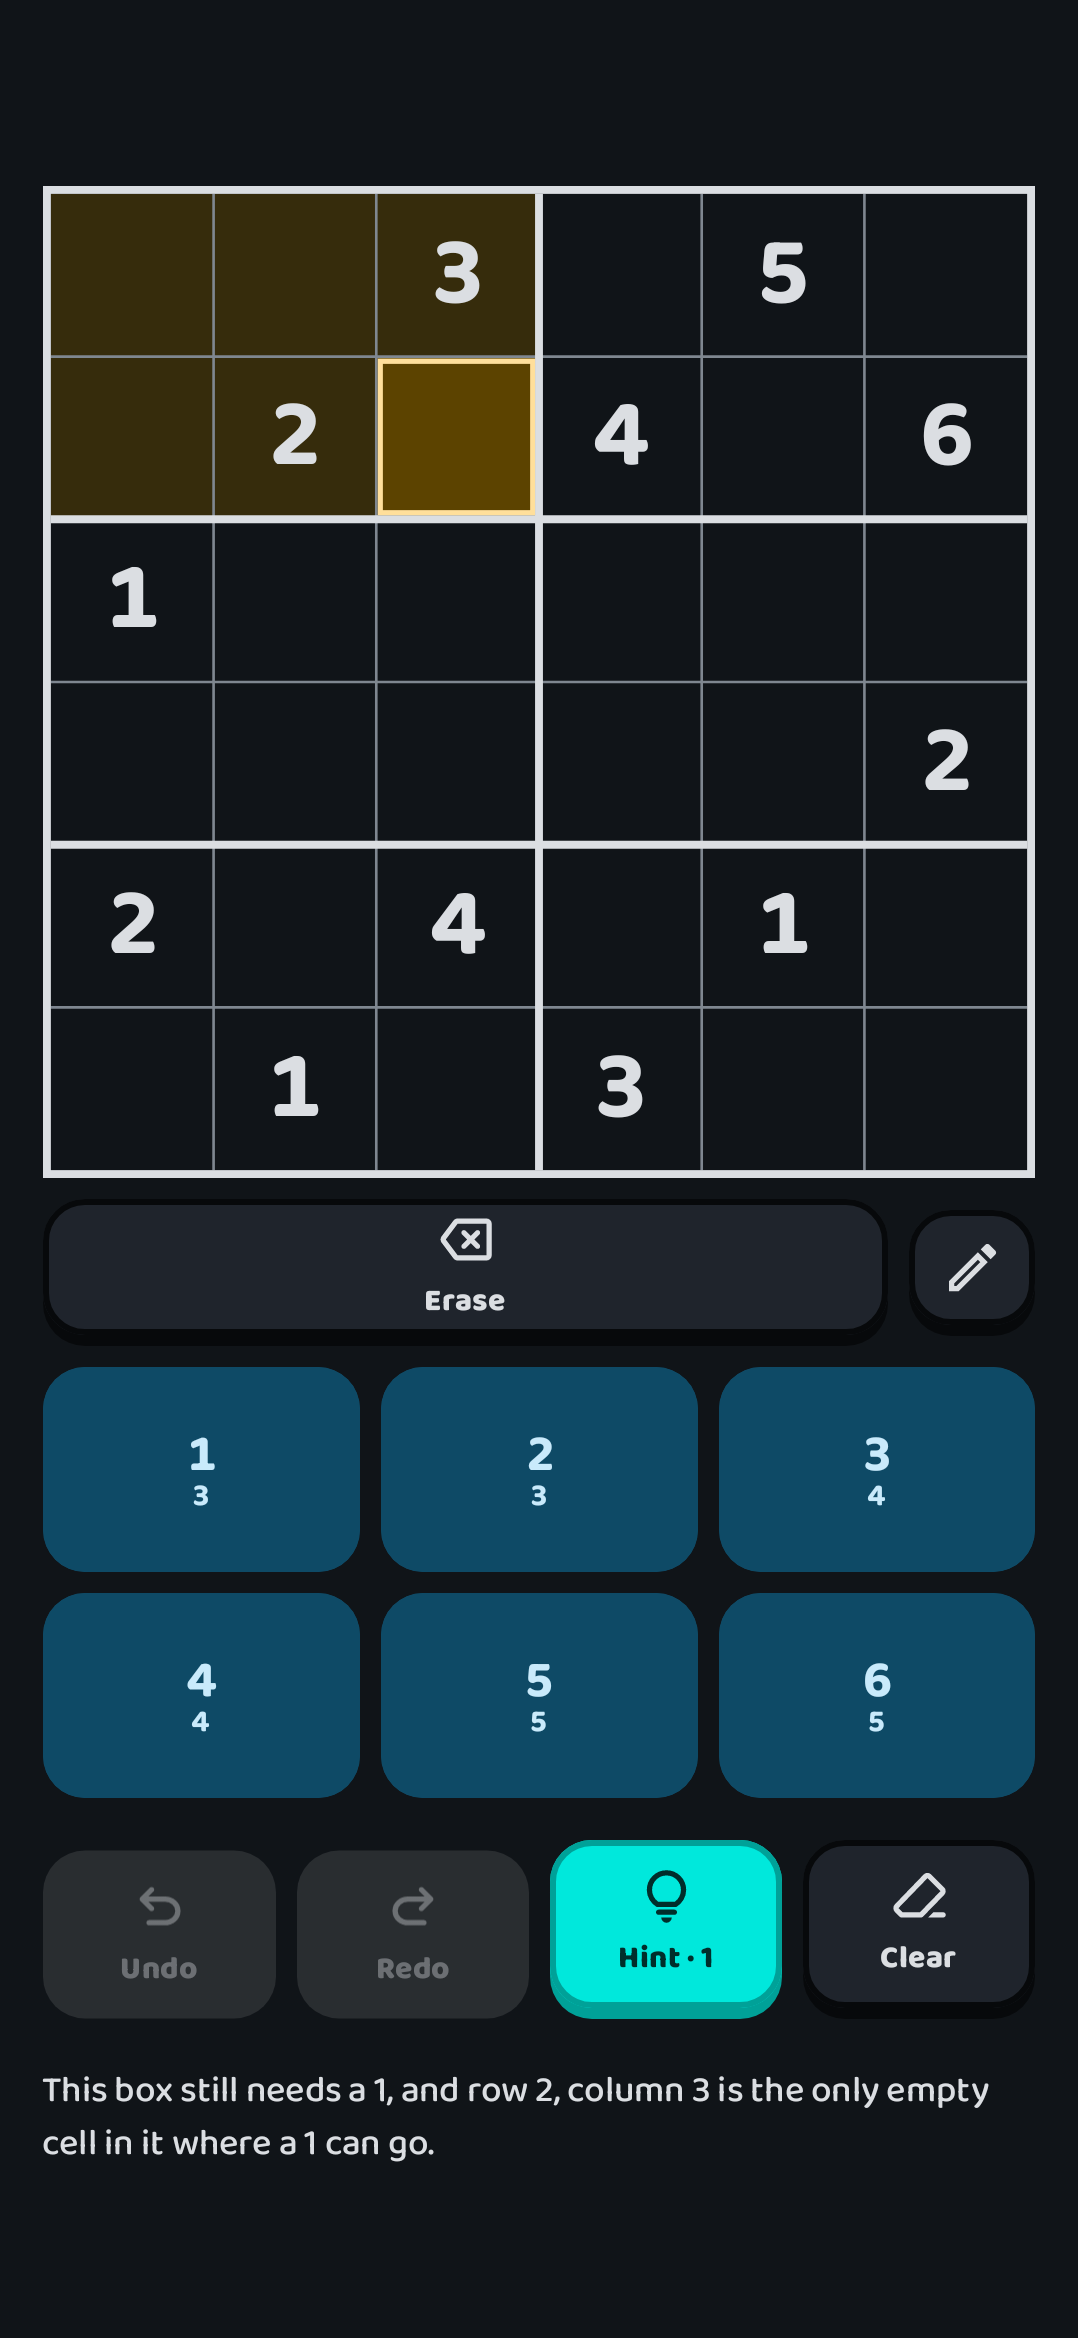 3 5
2 4 6
1
2
2 4 1
1 3
Erase
1 2 3
3 3 4
4 5 6
4 5 5
Undo Redo Hint · 1 Clear
This box still needs a 1, and row 2, column 3 is the only empty
cell in it where a 1 can go.